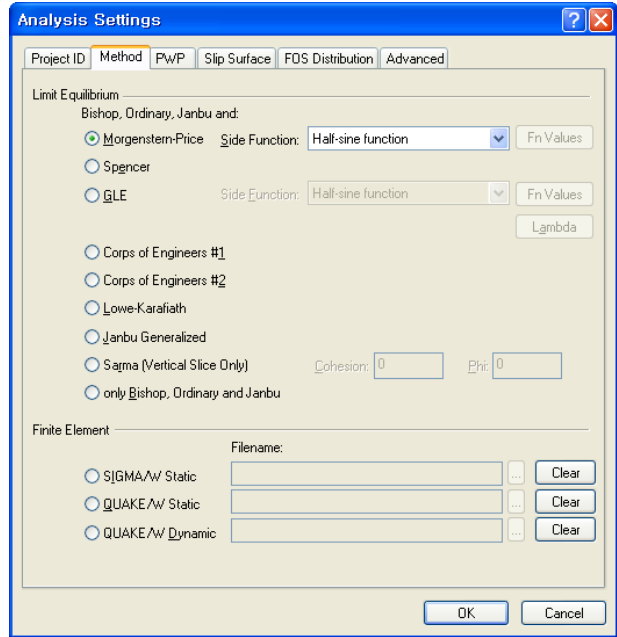 Analysis Settings
Project ID Method PWP Slip Surface FOS Distribution Advanced
Limit Equilibrium
Bishop, Ordinary, Janbu and:
Morgenstern-Price Side Function: Half-sine function Fn Values
Spencer
GLE Side Function: Half-sine function Fn Values
Lambda
Corps of Engineers #1
Corps of Engineers #2
Lowe-Karafiath
Janbu Generalized
Sarma (Vertical Slice Only) Cohesion: 0 Phi: 0
only Bishop, Ordinary and Janbu
Finite Element
Filename:
SIGMA/W Static ... Clear
QUAKE/W Static ... Clear
QUAKE/W Dynamic ... Clear
OK Cancel